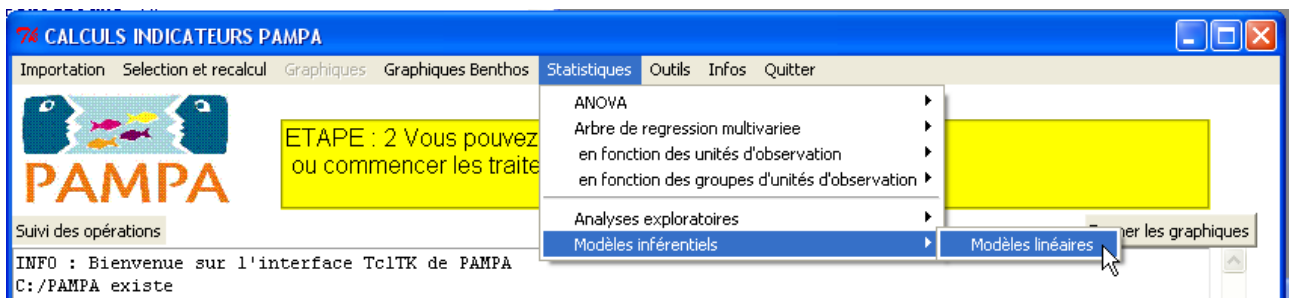 CALCULS INDICATEURS PAMPA
Importation Selection et recalcul Graphiques Graphiques Benthos Statistiques Outils Infos Quitter
ANOVA
Arbre de regression multivariee
en fonction des unités d'observation
en fonction des groupes d'unités d'observation
Analyses exploratoires
Modèles inférentiels
Modèles linéaires
PAMPA
ETAPE : 2 Vous pouvez
ou commencer les traite
er les graphiques
Suivi des opérations
INFO : Bienvenue sur l'interface TclTK de PAMPA
C:/PAMPA existe